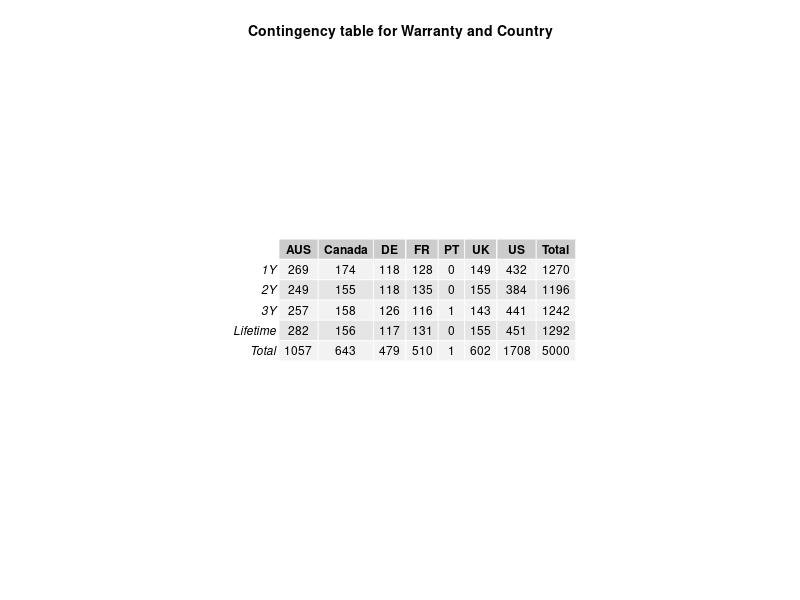 Contingency table for Warranty and Country
AUS Canada DE FR PT UK US Total
1Y 269 174 118 128 0 149 432 1270
2Y 249 155 118 135 0 155 384 1196
3Y 257 158 126 116 1 143 441 1242
Lifetime 282 156 117 131 0 155 451 1292
Total 1057 643 479 510 1 602 1708 5000